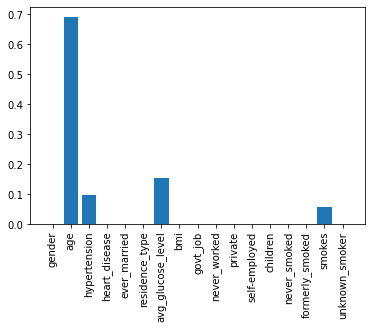 0.7
0.6
0.5
0.4
0.3
0.2
0.1
0.0
gender
age
hypertension
heart_disease
ever_married
residence_type
avg_glucose_level
bmi
govt_job
never_worked
private
self-employed
children
never_smoked
formerly_smoked
smokes
unknown_smoker